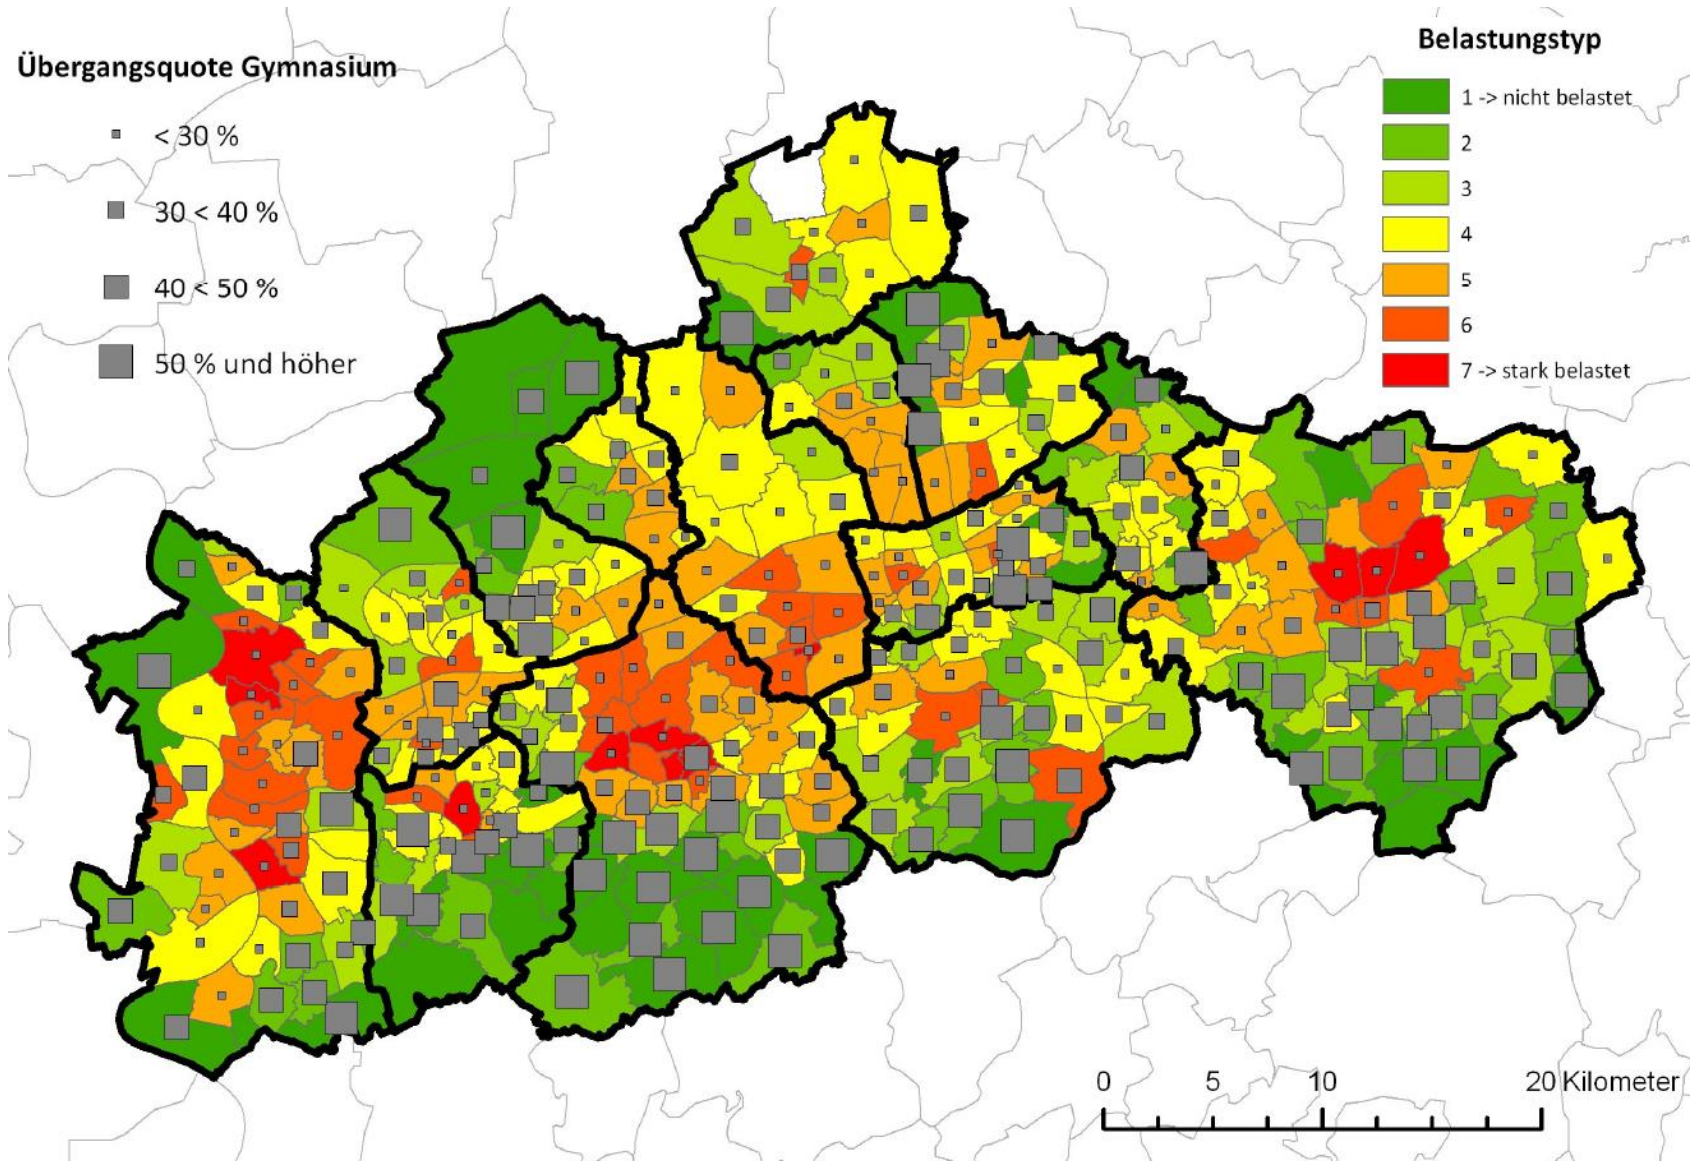 Übergangsquote Gymnasium
< 30 %
30 < 40 %
40 < 50 %
50 % und höher
Belastungstyp
1 -> nicht belastet
2
3
4
5
6
7 -> stark belastet
0 5 10 20 Kilometer